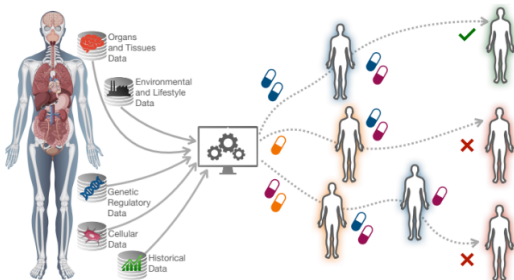 Organs
and Tissues
Data
Environmental
and Lifestyle
Data
Genetic
Regulatory
Data
Cellular
Data
Historical
Data